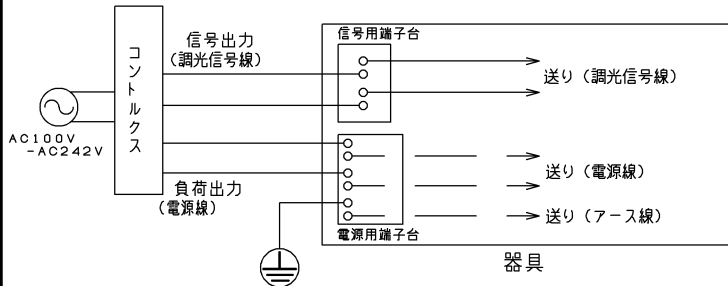 信号出力
(調光信号線)
信号用端子台
コントルクス
送り(調光信号線)
AC100V
-AC242V
送り(電源線)
負荷出力
(電源線)
送り(アース線)
電源用端子台
器具